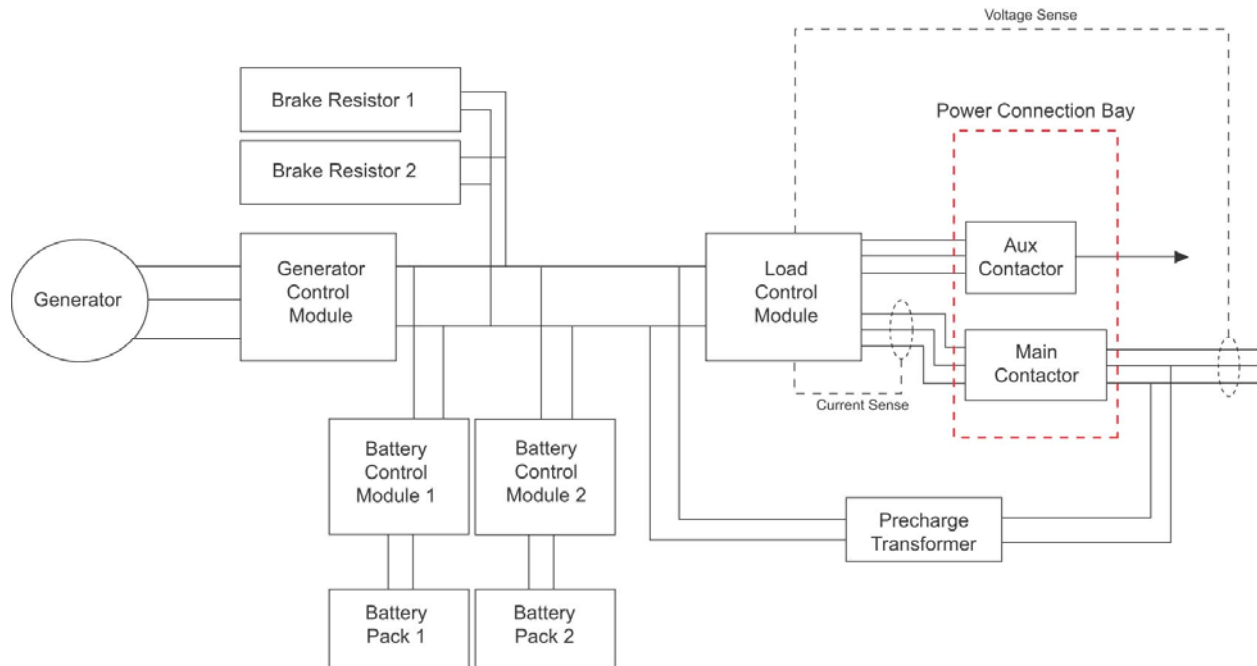 Voltage Sense
Brake Resistor 1
Power Connection Bay
Brake Resistor 2
Generator
Generator
Control
Module
Load
Control
Module
Aux
Contactor
Main
Contactor
Current Sense
Battery
Control
Module 1
Battery
Control
Module 2
Precharge
Transformer
Battery
Pack 1
Battery
Pack 2